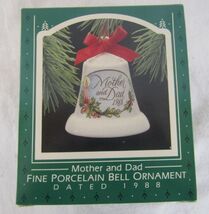 Mother
and
Dad
1988
Mother and Dad
FINE PORCELAIN BELL ORNAMENT
DATED 1988